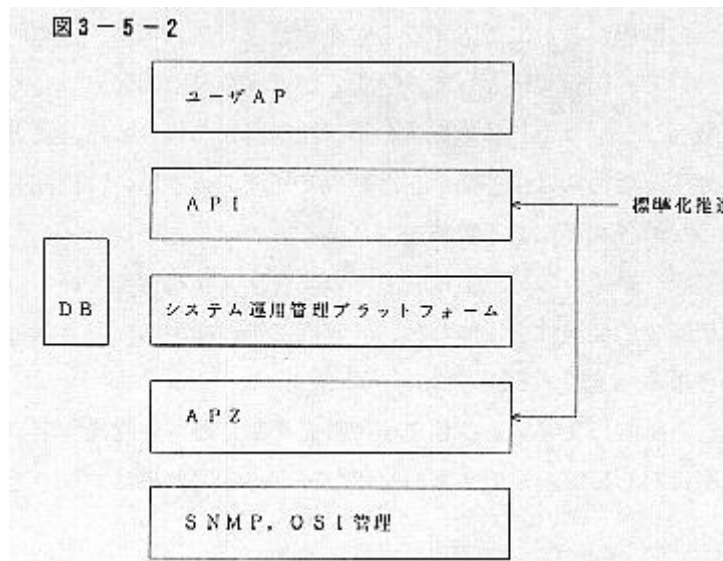 図3-5-2
ユーザAP
API
標準化推進
DB
システム運用管理プラットフォーム
APZ
SNMP, OSI管理